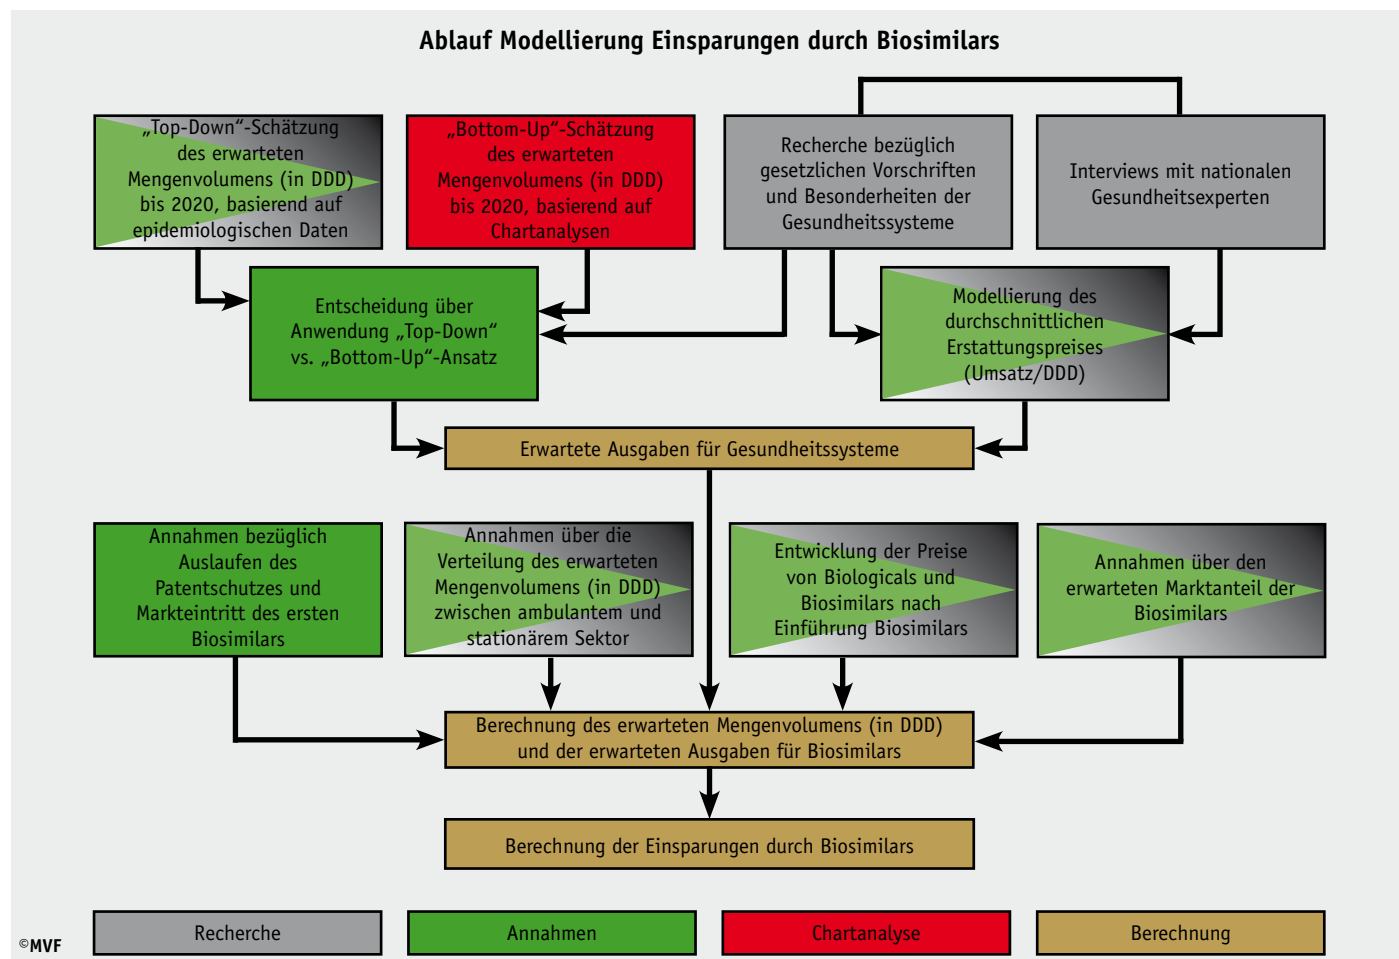 Ablauf Modellierung Einsparungen durch Biosimilars
„Top-Down“-Schätzung
des erwarteten
Mengenvolumens (in DDD)
bis 2020, basierend auf
epidemiologischen Daten
„Bottom-Up“-Schätzung
des erwarteten
Mengenvolumens (in DDD)
bis 2020, basierend auf
Chartanalysen
Recherche bezüglich
gesetzlichen Vorschriften
und Besonderheiten der
Gesundheitssysteme
Interviews mit nationalen
Gesundheitsexperten
Entscheidung über
Anwendung „Top-Down“
vs. „Bottom-Up“-Ansatz
Modellierung des
durchschnittlichen
Erstattungspreises
(Umsatz/DDD)
Erwartete Ausgaben für Gesundheitssysteme
Annahmen bezüglich
Auslaufen des
Patentschutzes und
Markteintritt des ersten
Biosimilars
Annahmen über die
Verteilung des erwarteten
Mengenvolumens (in DDD)
zwischen ambulantem und
stationärem Sektor
Entwicklung der Preise
von Biologicals und
Biosimilars nach
Einführung Biosimilars
Annahmen über den
erwarteten Marktanteil der
Biosimilars
Berechnung des erwarteten Mengenvolumens (in DDD)
und der erwarteten Ausgaben für Biosimilars
Berechnung der Einsparungen durch Biosimilars
©MVF
Recherche
Annahmen
Chartanalyse
Berechnung